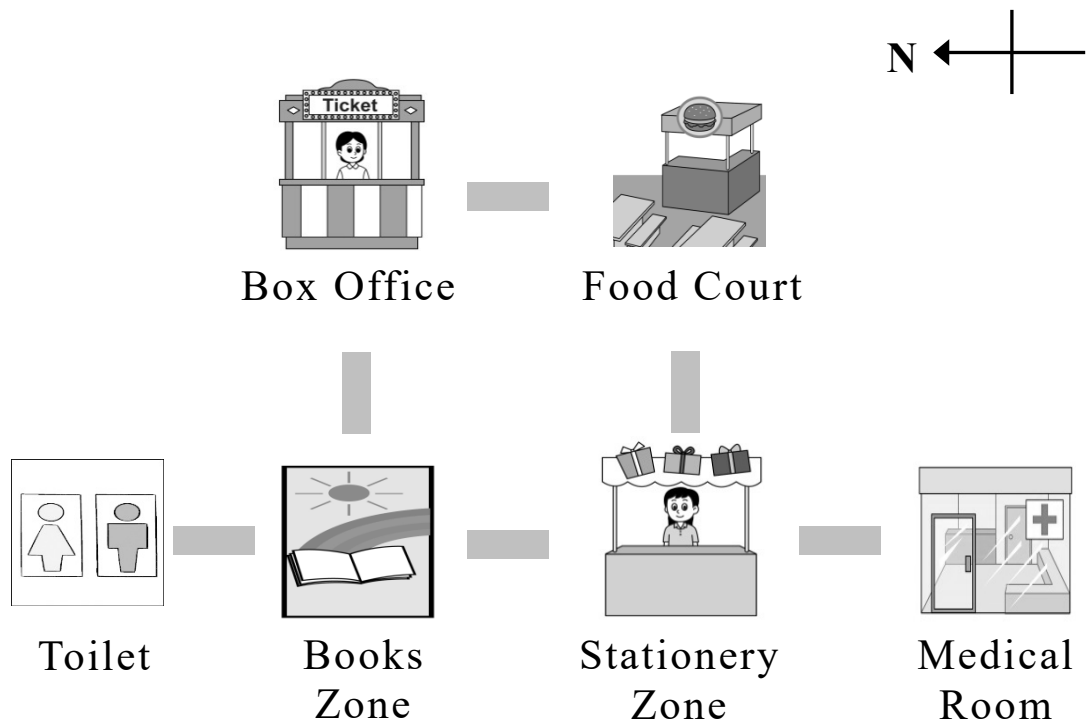 N
Ticket
Box Office
Food Court
Toilet
Books
Zone
Stationery
Zone
Medical
Room